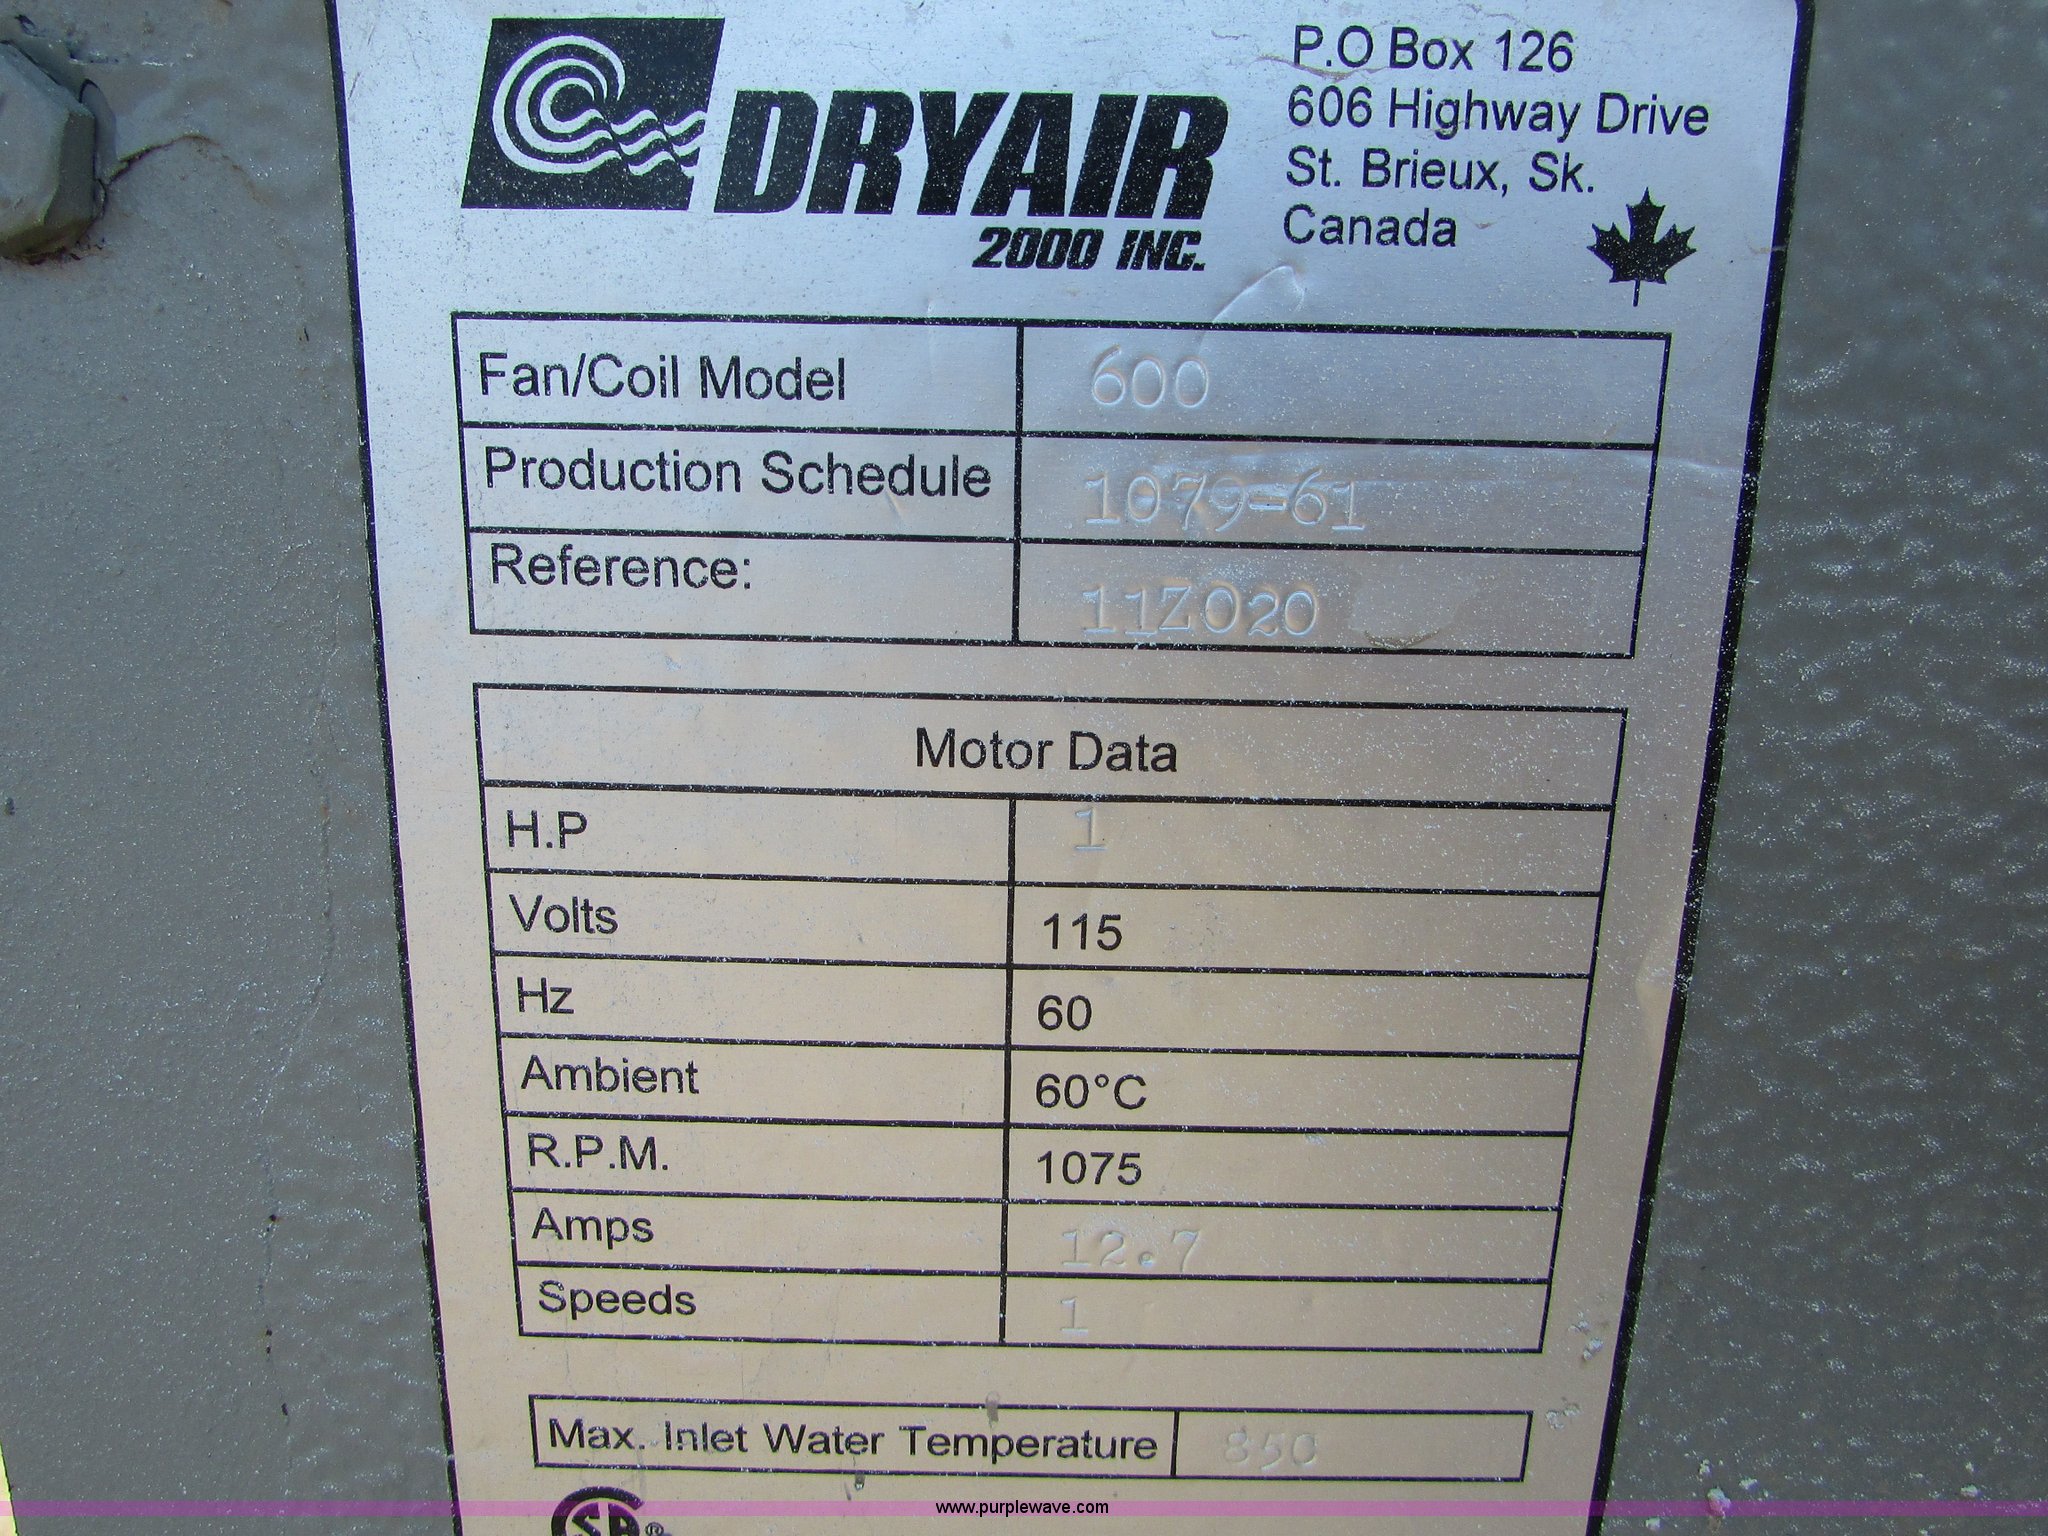 DRYAIR
2000 INC.
P.O Box 126
606 Highway Drive
St. Brieux, Sk.
Canada
Fan/Coil Model 600
Production Schedule 1079-61
Reference: 11Z020
Motor Data
H.P 1
Volts 115
Hz 60
Ambient 60°C
R.P.M. 1075
Amps 12.7
Speeds 1
Max. Inlet Water Temperature 850
®
www.purplewave.com